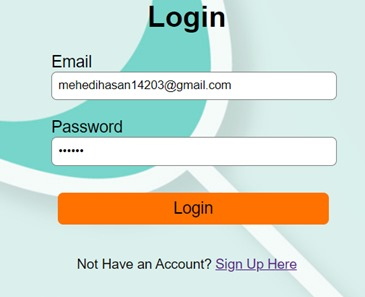 Login
Email
mehedihasan14203@gmail.com
Password
••••••
Login
Not Have an Account? Sign Up Here